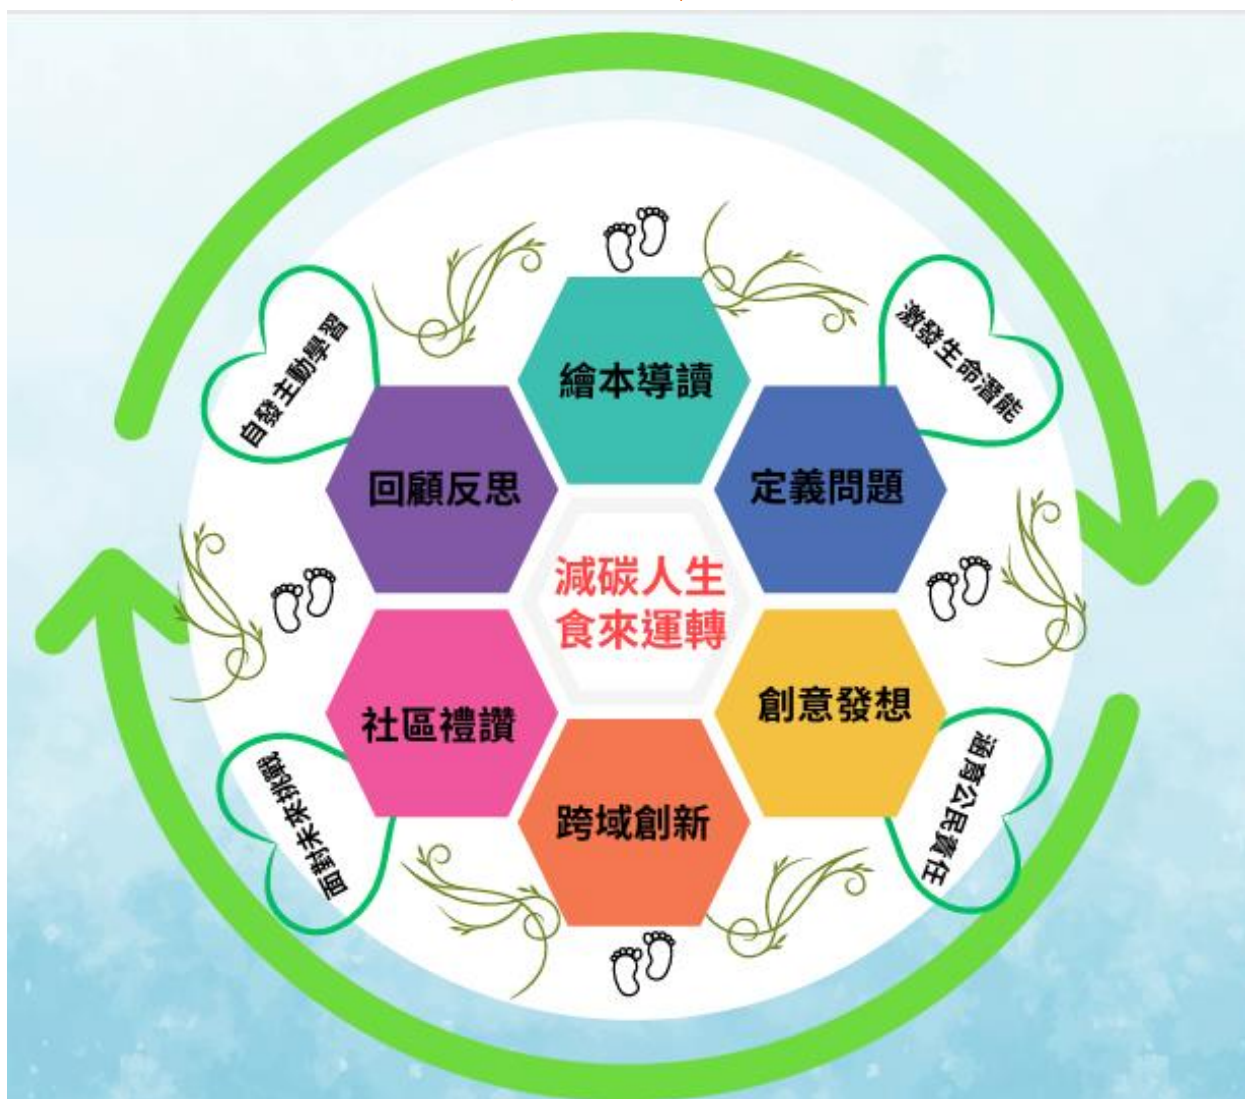 繪本導讀
定義問題
創意發想
跨域創新
社區禮讚
回顧反思
減碳人生
食來運轉
自發主動學習
激發生命潛能
涵育公民責任
面對未來挑戰